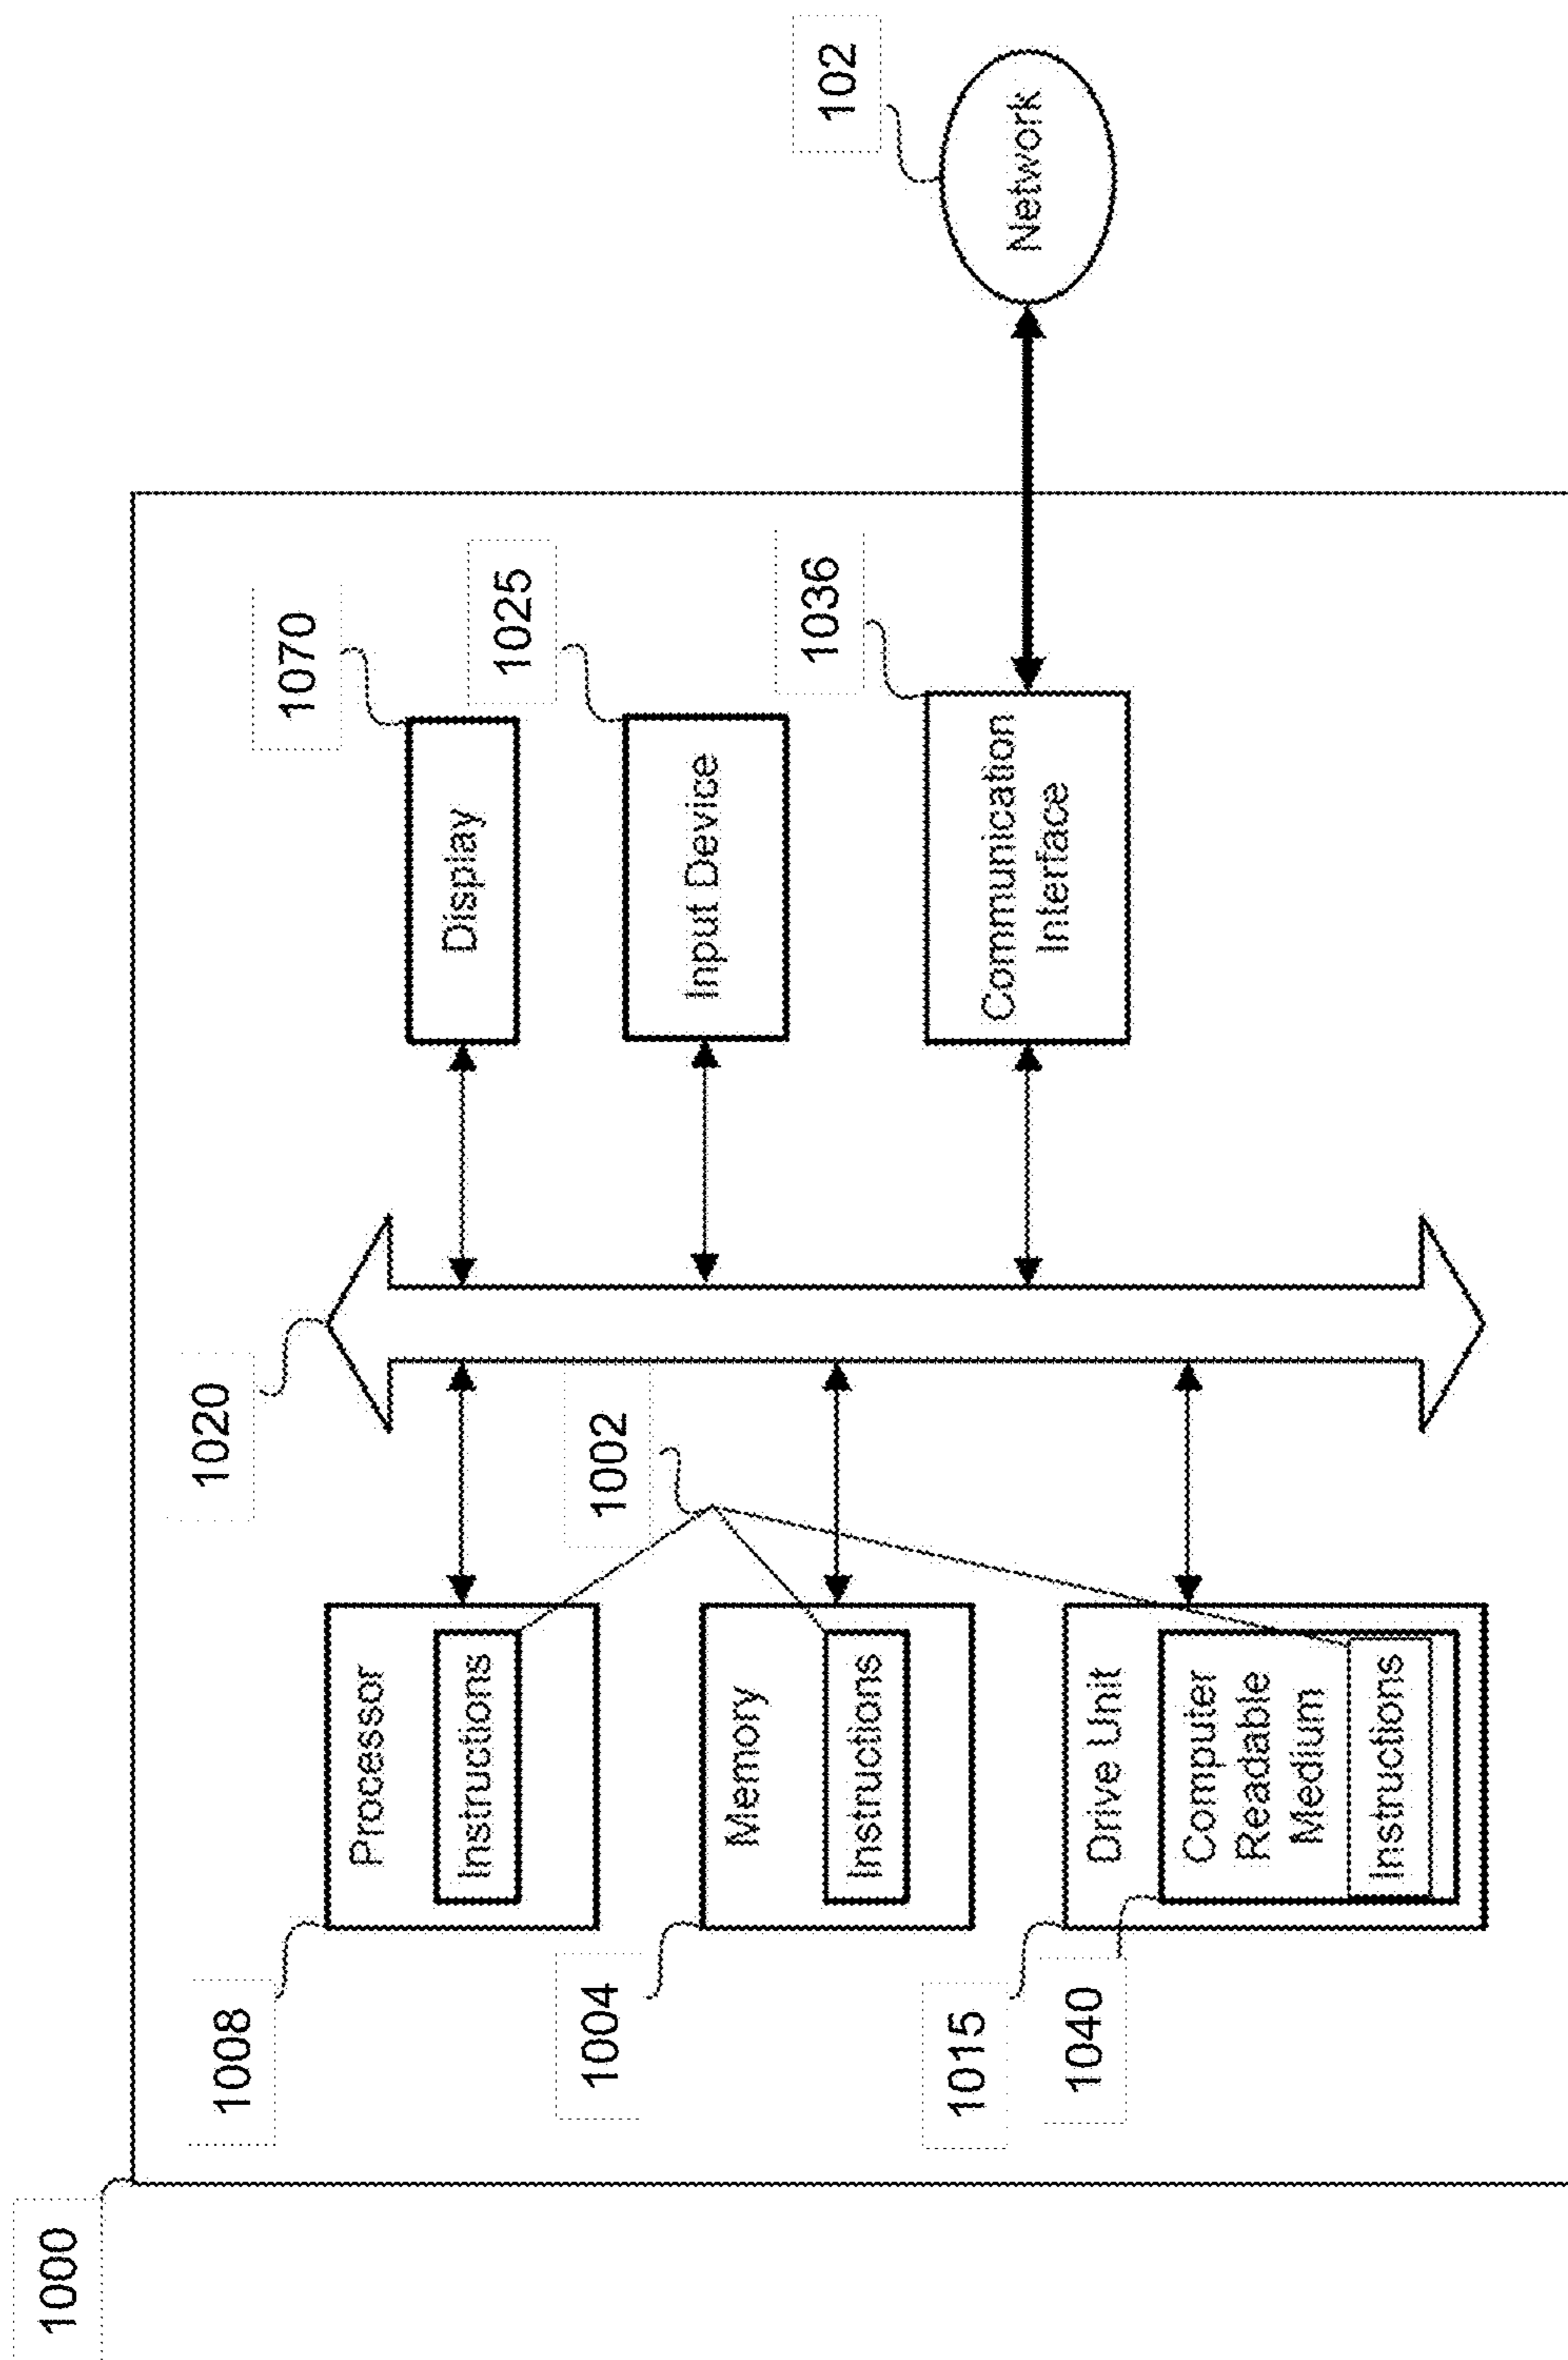 1000
1008
Processor
Instructions
1004
Memory
Instructions
1015
1040
Drive Unit
Computer
Readable
Medium
Instructions
1002
1020
1070
Display
1025
Input Device
1036
Communication
Interface
102
Network